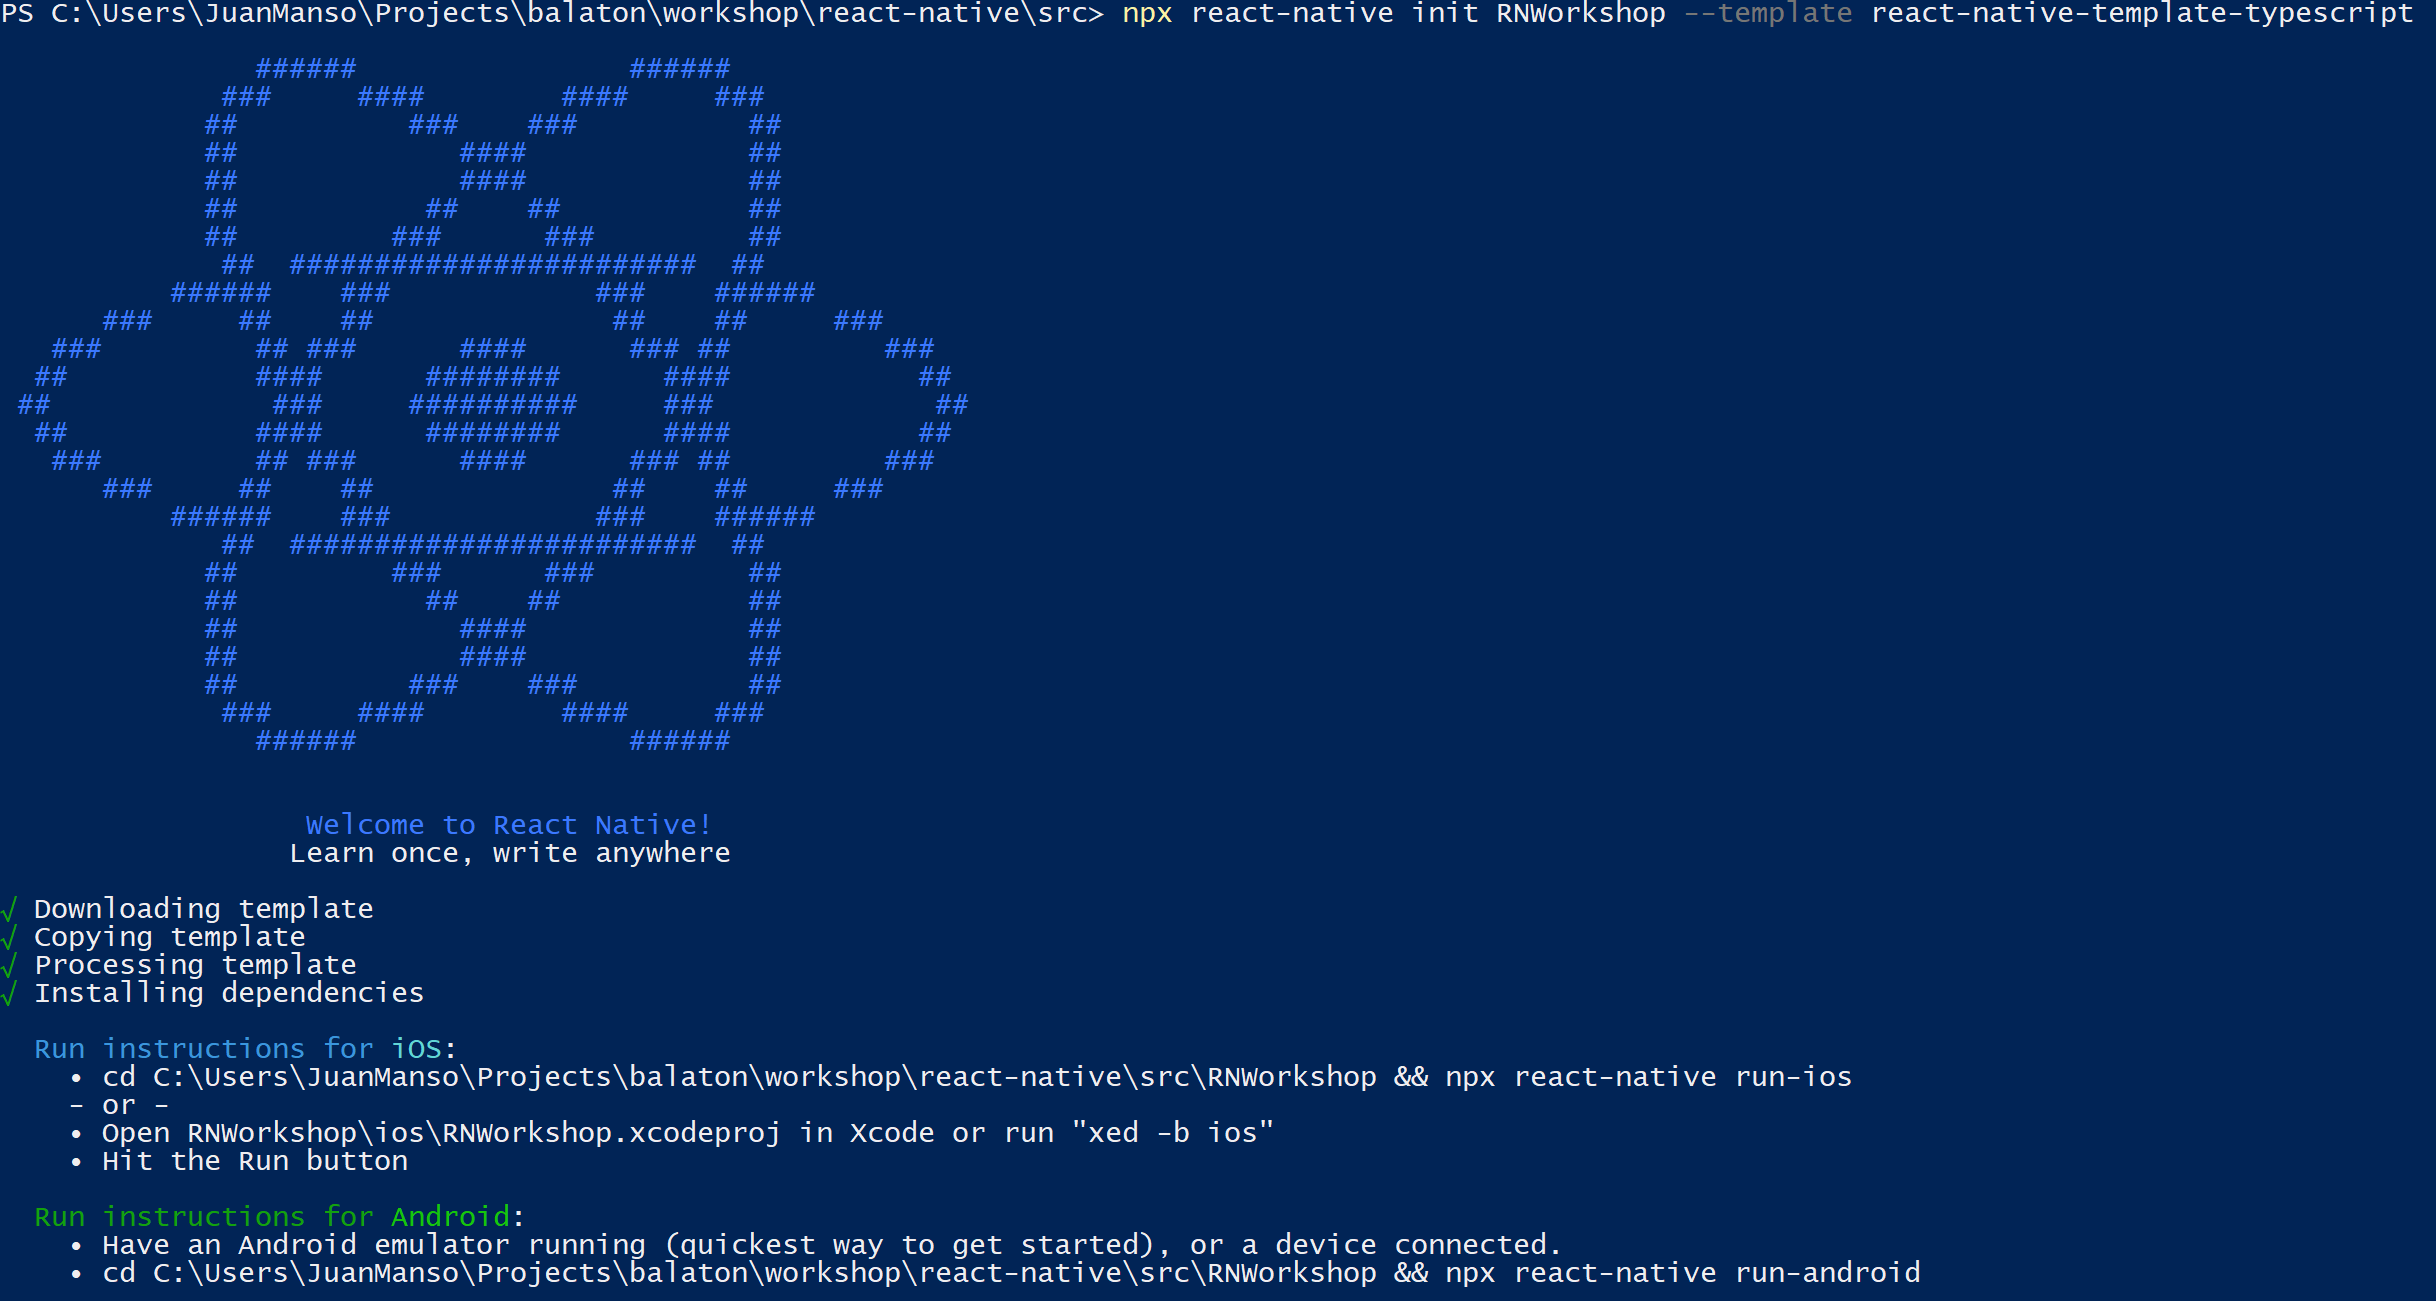 PS C:\Users\JuanManso\Projects\balaton\workshop\react-native\src> npx react-native init RNWorkshop --template react-native-template-typescript

               ######                ######
             ###     ####        ####     ###
            ##          ###    ###          ##
            ##             ####             ##
            ##             ####             ##
            ##           ##    ##           ##
            ##         ###      ###         ##
             ##  ########################  ##
          ######    ###            ###    ######
      ###     ##    ##              ##    ##     ###
   ###         ## ###      ####      ### ##         ###
  ##           ####      ########      ####           ##
 ##             ###     ##########     ###             ##
  ##           ####      ########      ####           ##
   ###         ## ###      ####      ### ##         ###
      ###     ##    ##              ##    ##     ###
          ######    ###            ###    ######
             ##  ########################  ##
            ##         ###      ###         ##
            ##           ##    ##           ##
            ##             ####             ##
            ##             ####             ##
            ##          ###    ###          ##
             ###     ####        ####     ###
               ######                ######

                  Welcome to React Native!
                 Learn once, write anywhere

√ Downloading template
√ Copying template
√ Processing template
√ Installing dependencies

  Run instructions for iOS:
    • cd C:\Users\JuanManso\Projects\balaton\workshop\react-native\src\RNWorkshop && npx react-native run-ios
    - or -
    • Open RNWorkshop\ios\RNWorkshop.xcodeproj in Xcode or run "xed -b ios"
    • Hit the Run button

  Run instructions for Android:
    • Have an Android emulator running (quickest way to get started), or a device connected.
    • cd C:\Users\JuanManso\Projects\balaton\workshop\react-native\src\RNWorkshop && npx react-native run-android